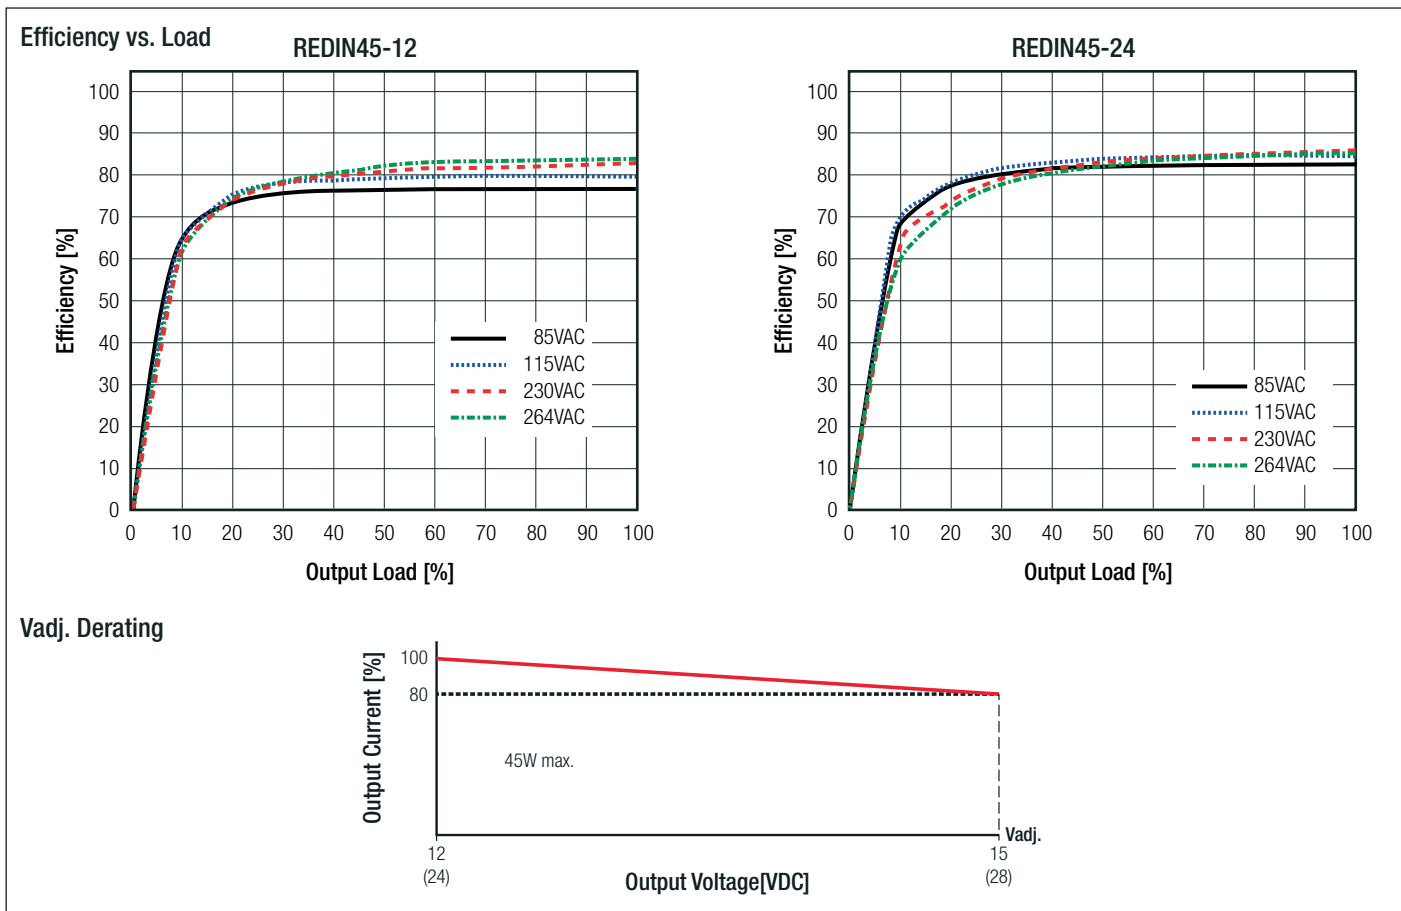 Efficiency vs. Load
REDIN45-12
Efficiency [%]
100
90
80
70
60
50
40
30
20
10
0
0 10 20 30 40 50 60 70 80 90 100
Output Load [%]
85VAC
115VAC
230VAC
264VAC
REDIN45-24
Efficiency [%]
100
90
80
70
60
50
40
30
20
10
0
0 10 20 30 40 50 60 70 80 90 100
Output Load [%]
85VAC
115VAC
230VAC
264VAC
Vadj. Derating
Output Current [%]
100
80
45W max.
Vadj.
12 15
(24) (28)
Output Voltage[VDC]